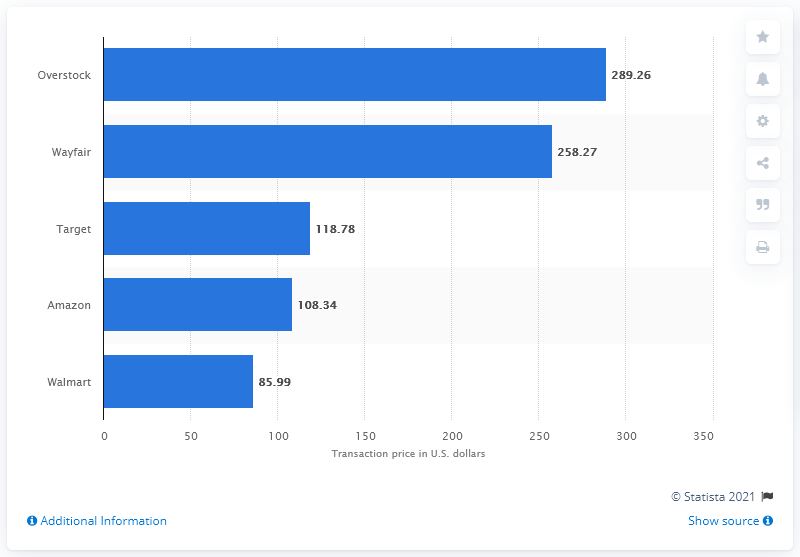 Overstock 289.26
Wayfair 258.27
Target 118.78
Amazon 108.34
Walmart 85.99
0 50 100 150 200 250 300 350
Transaction price in U.S. dollars
© Statista 2021
Additional Information Show source